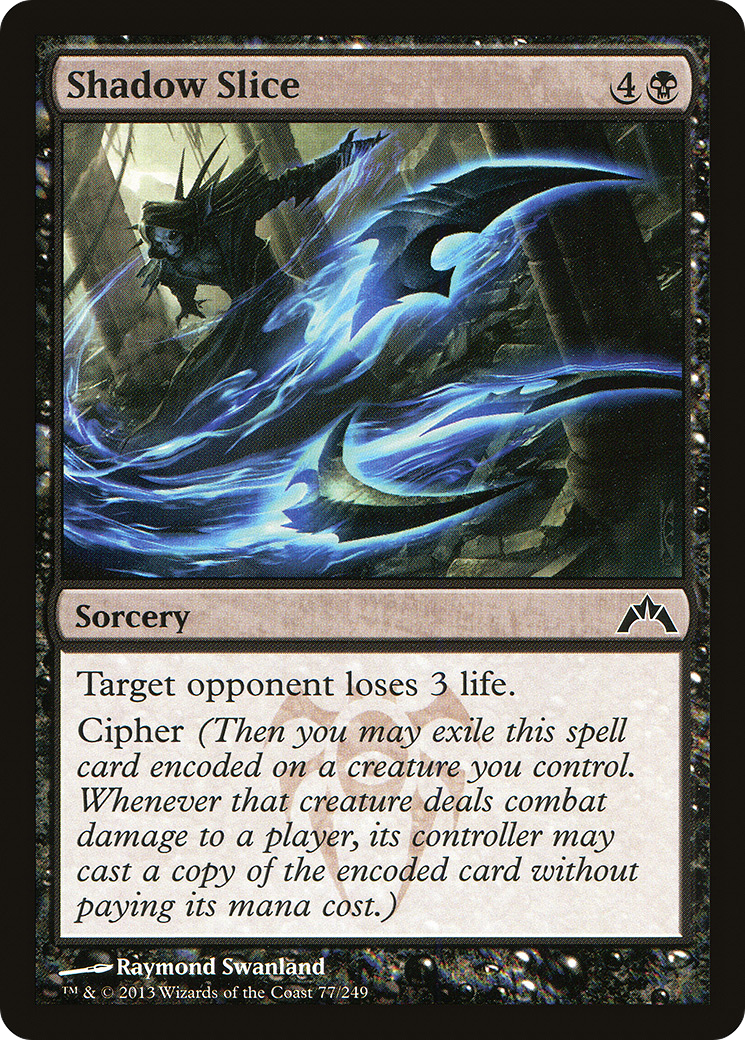 Shadow Slice 4
Sorcery
Target opponent loses 3 life.
Cipher (Then you may exile this spell
card encoded on a creature you control.
Whenever that creature deals combat
damage to a player, its controller may
cast a copy of the encoded card without
paying its mana cost.)
Raymond Swanland
™ & © 2013 Wizards of the Coast 77/249